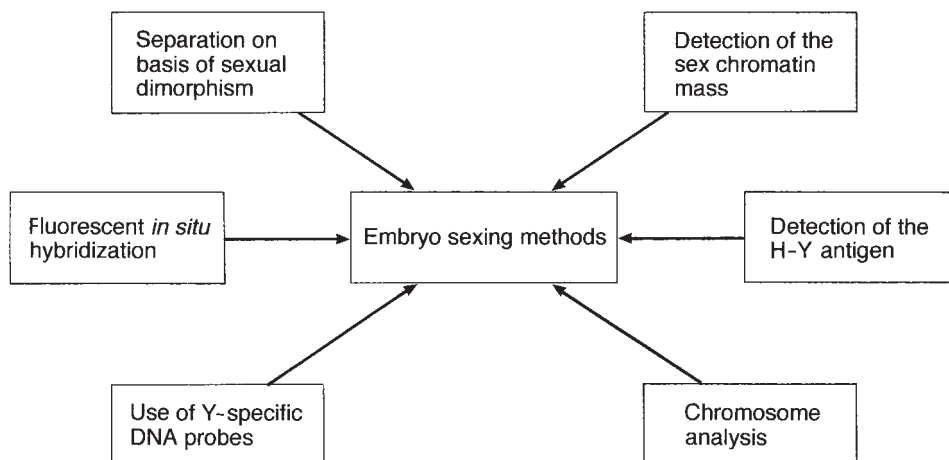 Separation on
basis of sexual
dimorphism
Detection of the
sex chromatin
mass
Fluorescent in situ
hybridization
Embryo sexing methods
Detection of the
H-Y antigen
Use of Y-specific
DNA probes
Chromosome
analysis